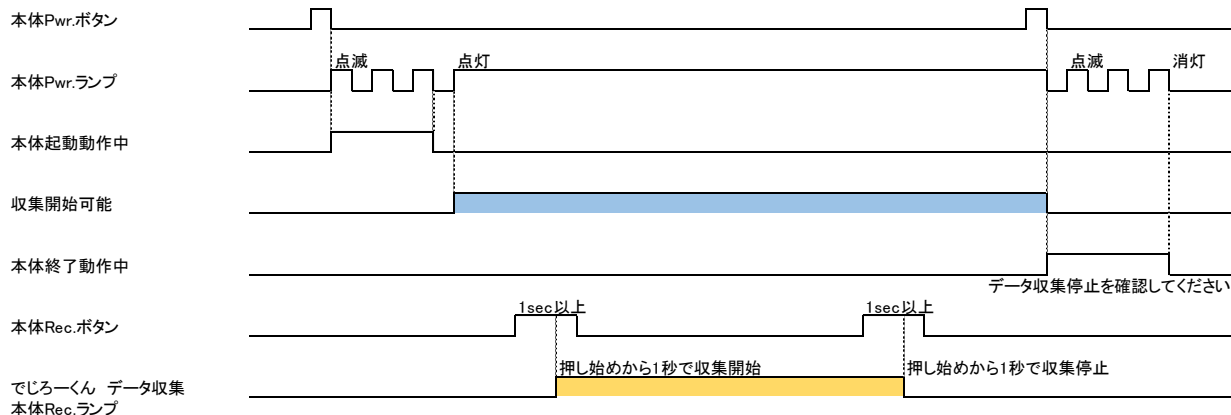 本体Pwr.ボタン
点滅 点灯 点滅 消灯
本体Pwr.ランプ
本体起動動作中
収集開始可能
本体終了動作中
データ収集停止を確認してください
1sec以上 1sec以上
本体Rec.ボタン
押し始めから1秒で収集開始 押し始めから1秒で収集停止
でじろーくん データ収集
本体Rec.ランプ